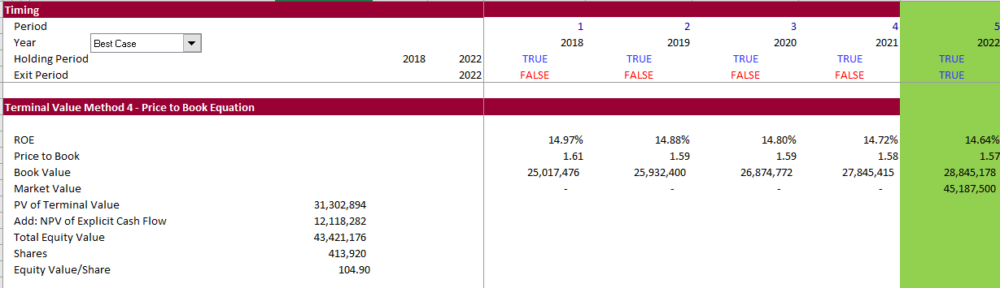 Timing
Period 1 2 3 4 5
Year Best Case 2018 2019 2020 2021 2022
Holding Period 2018 2022 TRUE TRUE TRUE TRUE TRUE
Exit Period 2022 FALSE FALSE FALSE FALSE TRUE
Terminal Value Method 4 - Price to Book Equation
ROE 14.97% 14.88% 14.80% 14.72% 14.64%
Price to Book 1.61 1.59 1.59 1.58 1.57
Book Value 25,017,476 25,932,400 26,874,772 27,845,415 28,845,178
Market Value - - - - 45,187,500
PV of Terminal Value 31,302,894
Add: NPV of Explicit Cash Flow 12,118,282
Total Equity Value 43,421,176
Shares 413,920
Equity Value/Share 104.90